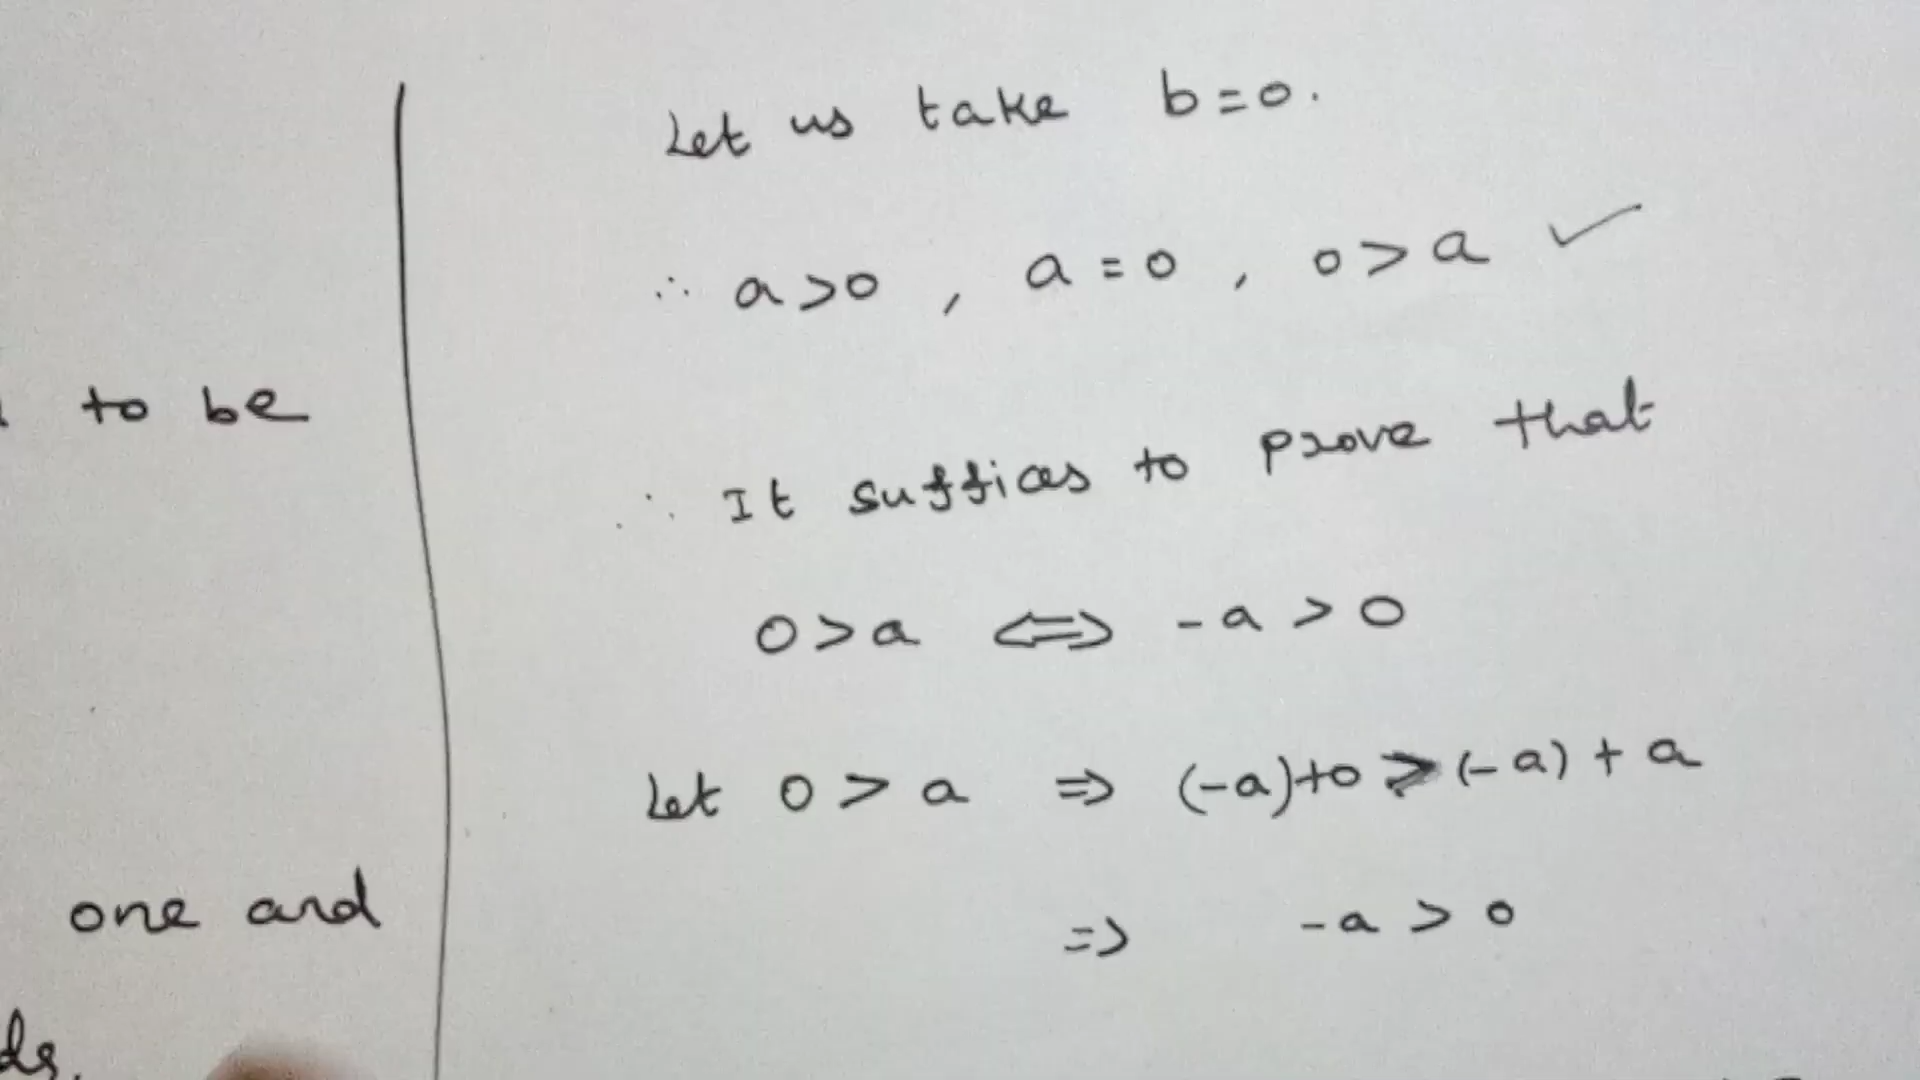 to be
one and
ds.
Let us take b=0.
∴ a>0 , a=0 , 0>a ✓
∴ It suffices to prove that
0>a ⇔ -a>0
Let 0>a ⇒ (-a)+0 > (-a)+a
⇒ -a>0